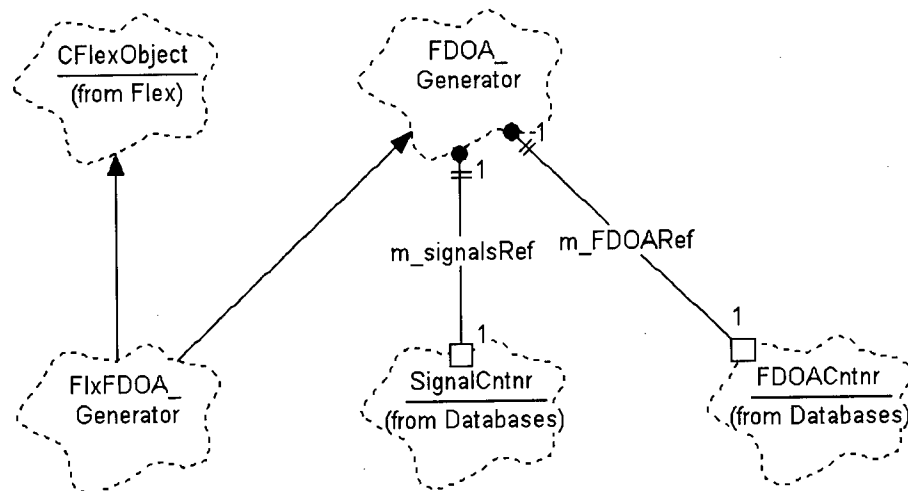 CFlexObject
(from Flex)
FDOA_
Generator
1
1
m_signalsRef
m_FDOARef
1
1
FlxFDOA_
Generator
SignalCntnr
(from Databases)
FDOACntnr
(from Databases)